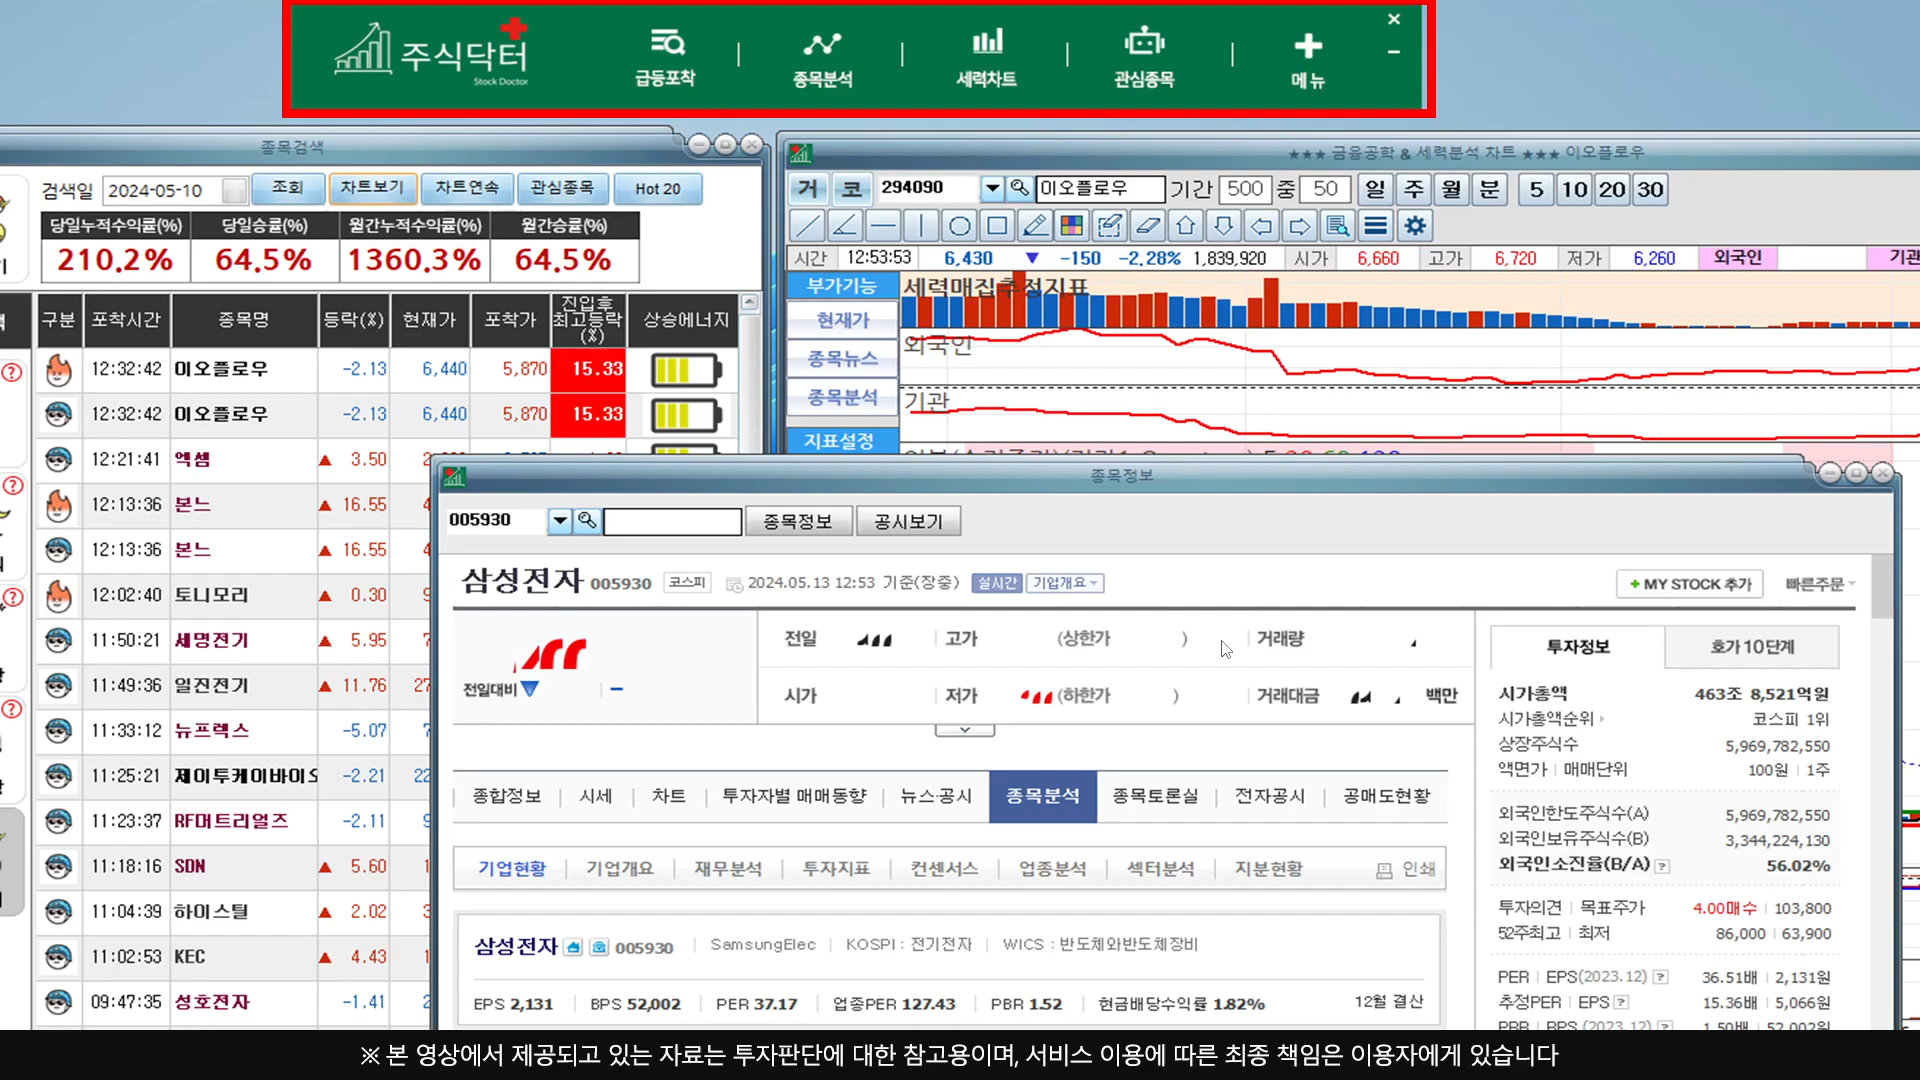 주식닥터
Stock Doctor
급등포착
종목분석
세력차트
관심종목
메뉴
종목검색
검색일 2024-05-10 조회 차트보기 차트연속 관심종목 Hot 20
당일누적수익률(%) 당일승률(%) 월간누적수익률(%) 월간승률(%)
210.2% 64.5% 1360.3% 64.5%
구분 포착시간 종목명 등락(%) 현재가 포착가 진입후 최고등락 (%) 상승에너지
12:32:42 이오플로우 -2.13 6,440 5,870 15.33
12:32:42 이오플로우 -2.13 6,440 5,870 15.33
12:21:41 엑셈 ▲ 3.50
12:13:36 본느 ▲ 16.55
12:13:36 본느 ▲ 16.55
12:02:40 토니모리 ▲ 0.30
11:50:21 세명전기 ▲ 5.95
11:49:36 일진전기 ▲ 11.76
11:33:12 뉴프렉스 -5.07
11:25:21 제이투케이바이오 -2.21
11:23:37 RF머트리얼즈 -2.11
11:18:16 SDN ▲ 5.60
11:04:39 하이스틸 ▲ 2.02
11:02:53 KEC ▲ 4.43
09:47:35 성호전자 -1.41
★★★ 금융공학 & 세력분석 차트 ★★★ 이오플로우
거 코 294090 이오플로우 기간 500 중 50 일 주 월 분 5 10 20 30
시간 12:53:53 6,430 ▼ -150 -2.28% 1,839,920 시가 6,660 고가 6,720 저가 6,260 외국인 기관
부가기능
현재가
종목뉴스
종목분석
지표설정
세력매집추정지표
외국인
기관
종목정보
005930 종목정보 공시보기
삼성전자 005930 코스피 2024.05.13 12:53 기준(장중) 실시간 기업개요
+ MY STOCK 추가 빠른주문
전일대비 ▼ -
전일 고가 (상한가 ) 거래량
시가 저가 (하한가 ) 거래대금 백만
종합정보 시세 차트 투자자별 매매동향 뉴스·공시 종목분석 종목토론실 전자공시 공매도현황
기업현황 기업개요 재무분석 투자지표 컨센서스 업종분석 섹터분석 지분현황 인쇄
삼성전자 005930 SamsungElec KOSPI : 전기전자 WICS : 반도체와반도체장비
EPS 2,131 BPS 52,002 PER 37.17 업종PER 127.43 PBR 1.52 현금배당수익률 1.82% 12월 결산
투자정보 호가 10단계
시가총액 463조 8,521억원
시가총액순위 코스피 1위
상장주식수 5,969,782,550
액면가 매매단위 100원 1주
외국인한도주식수(A) 5,969,782,550
외국인보유주식수(B) 3,344,224,130
외국인소진율(B/A) ? 56.02%
투자의견 목표주가 4.00매수 103,800
52주최고 최저 86,000 63,900
PER EPS(2023.12) ? 36.51배 2,131원
추정PER EPS ? 15.36배 5,066원
PBR BPS (2023.12) ? 1.50배 52,002원
※ 본 영상에서 제공되고 있는 자료는 투자판단에 대한 참고용이며, 서비스 이용에 따른 최종 책임은 이용자에게 있습니다